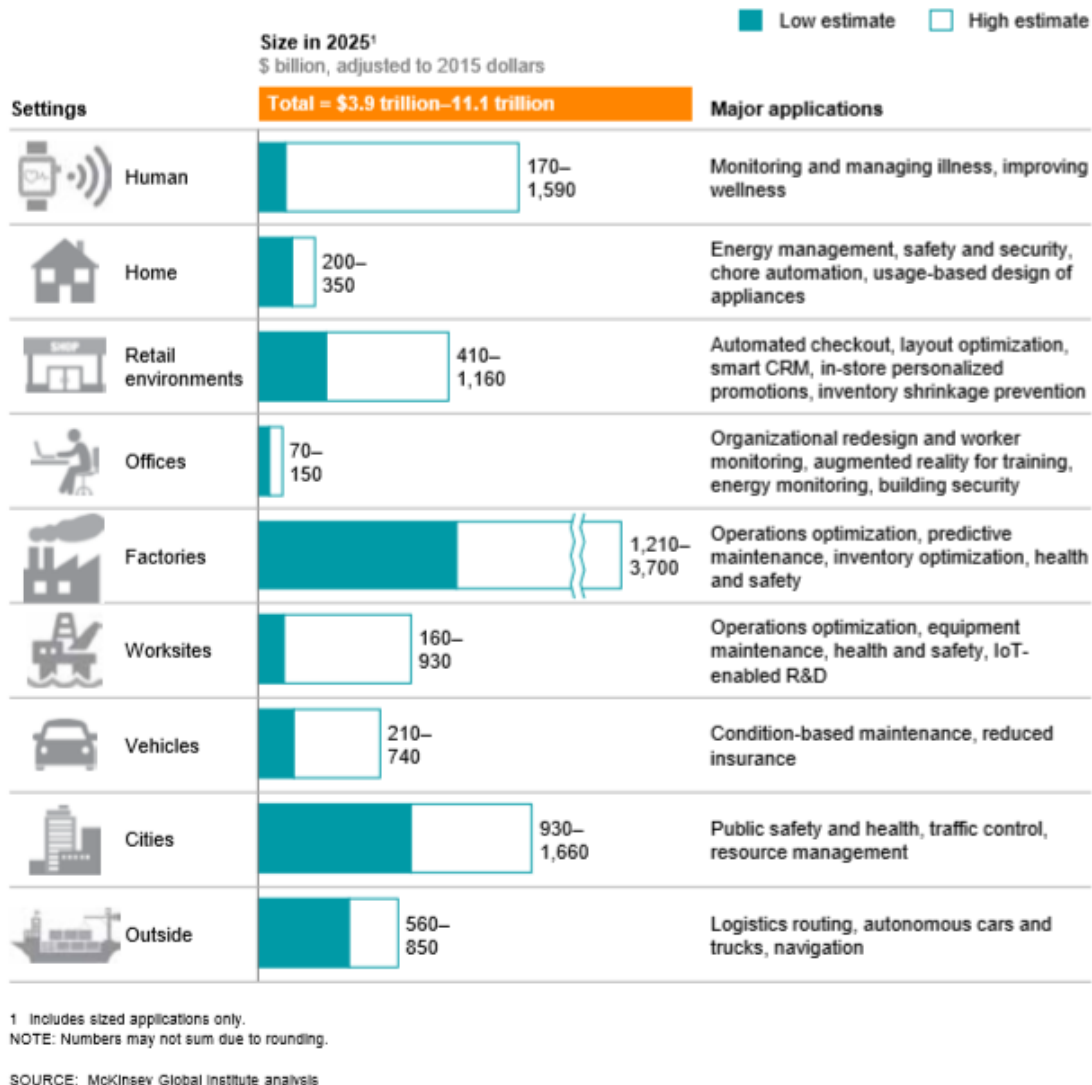 Low estimate High estimate
Size in 2025¹
$ billion, adjusted to 2015 dollars
Settings Total = $3.9 trillion–11.1 trillion Major applications
Human
170–
1,590
Monitoring and managing illness, improving
wellness
Home
200–
350
Energy management, safety and security,
chore automation, usage-based design of
appliances
SHOP
Retail
environments
410–
1,160
Automated checkout, layout optimization,
smart CRM, in-store personalized
promotions, inventory shrinkage prevention
Offices
70–
150
Organizational redesign and worker
monitoring, augmented reality for training,
energy monitoring, building security
Factories
1,210–
3,700
Operations optimization, predictive
maintenance, inventory optimization, health
and safety
Worksites
160–
930
Operations optimization, equipment
maintenance, health and safety, IoT-
enabled R&D
Vehicles
210–
740
Condition-based maintenance, reduced
insurance
Cities
930–
1,660
Public safety and health, traffic control,
resource management
Outside
560–
850
Logistics routing, autonomous cars and
trucks, navigation
1 Includes sized applications only.
NOTE: Numbers may not sum due to rounding.
SOURCE: McKinsey Global Institute analysis